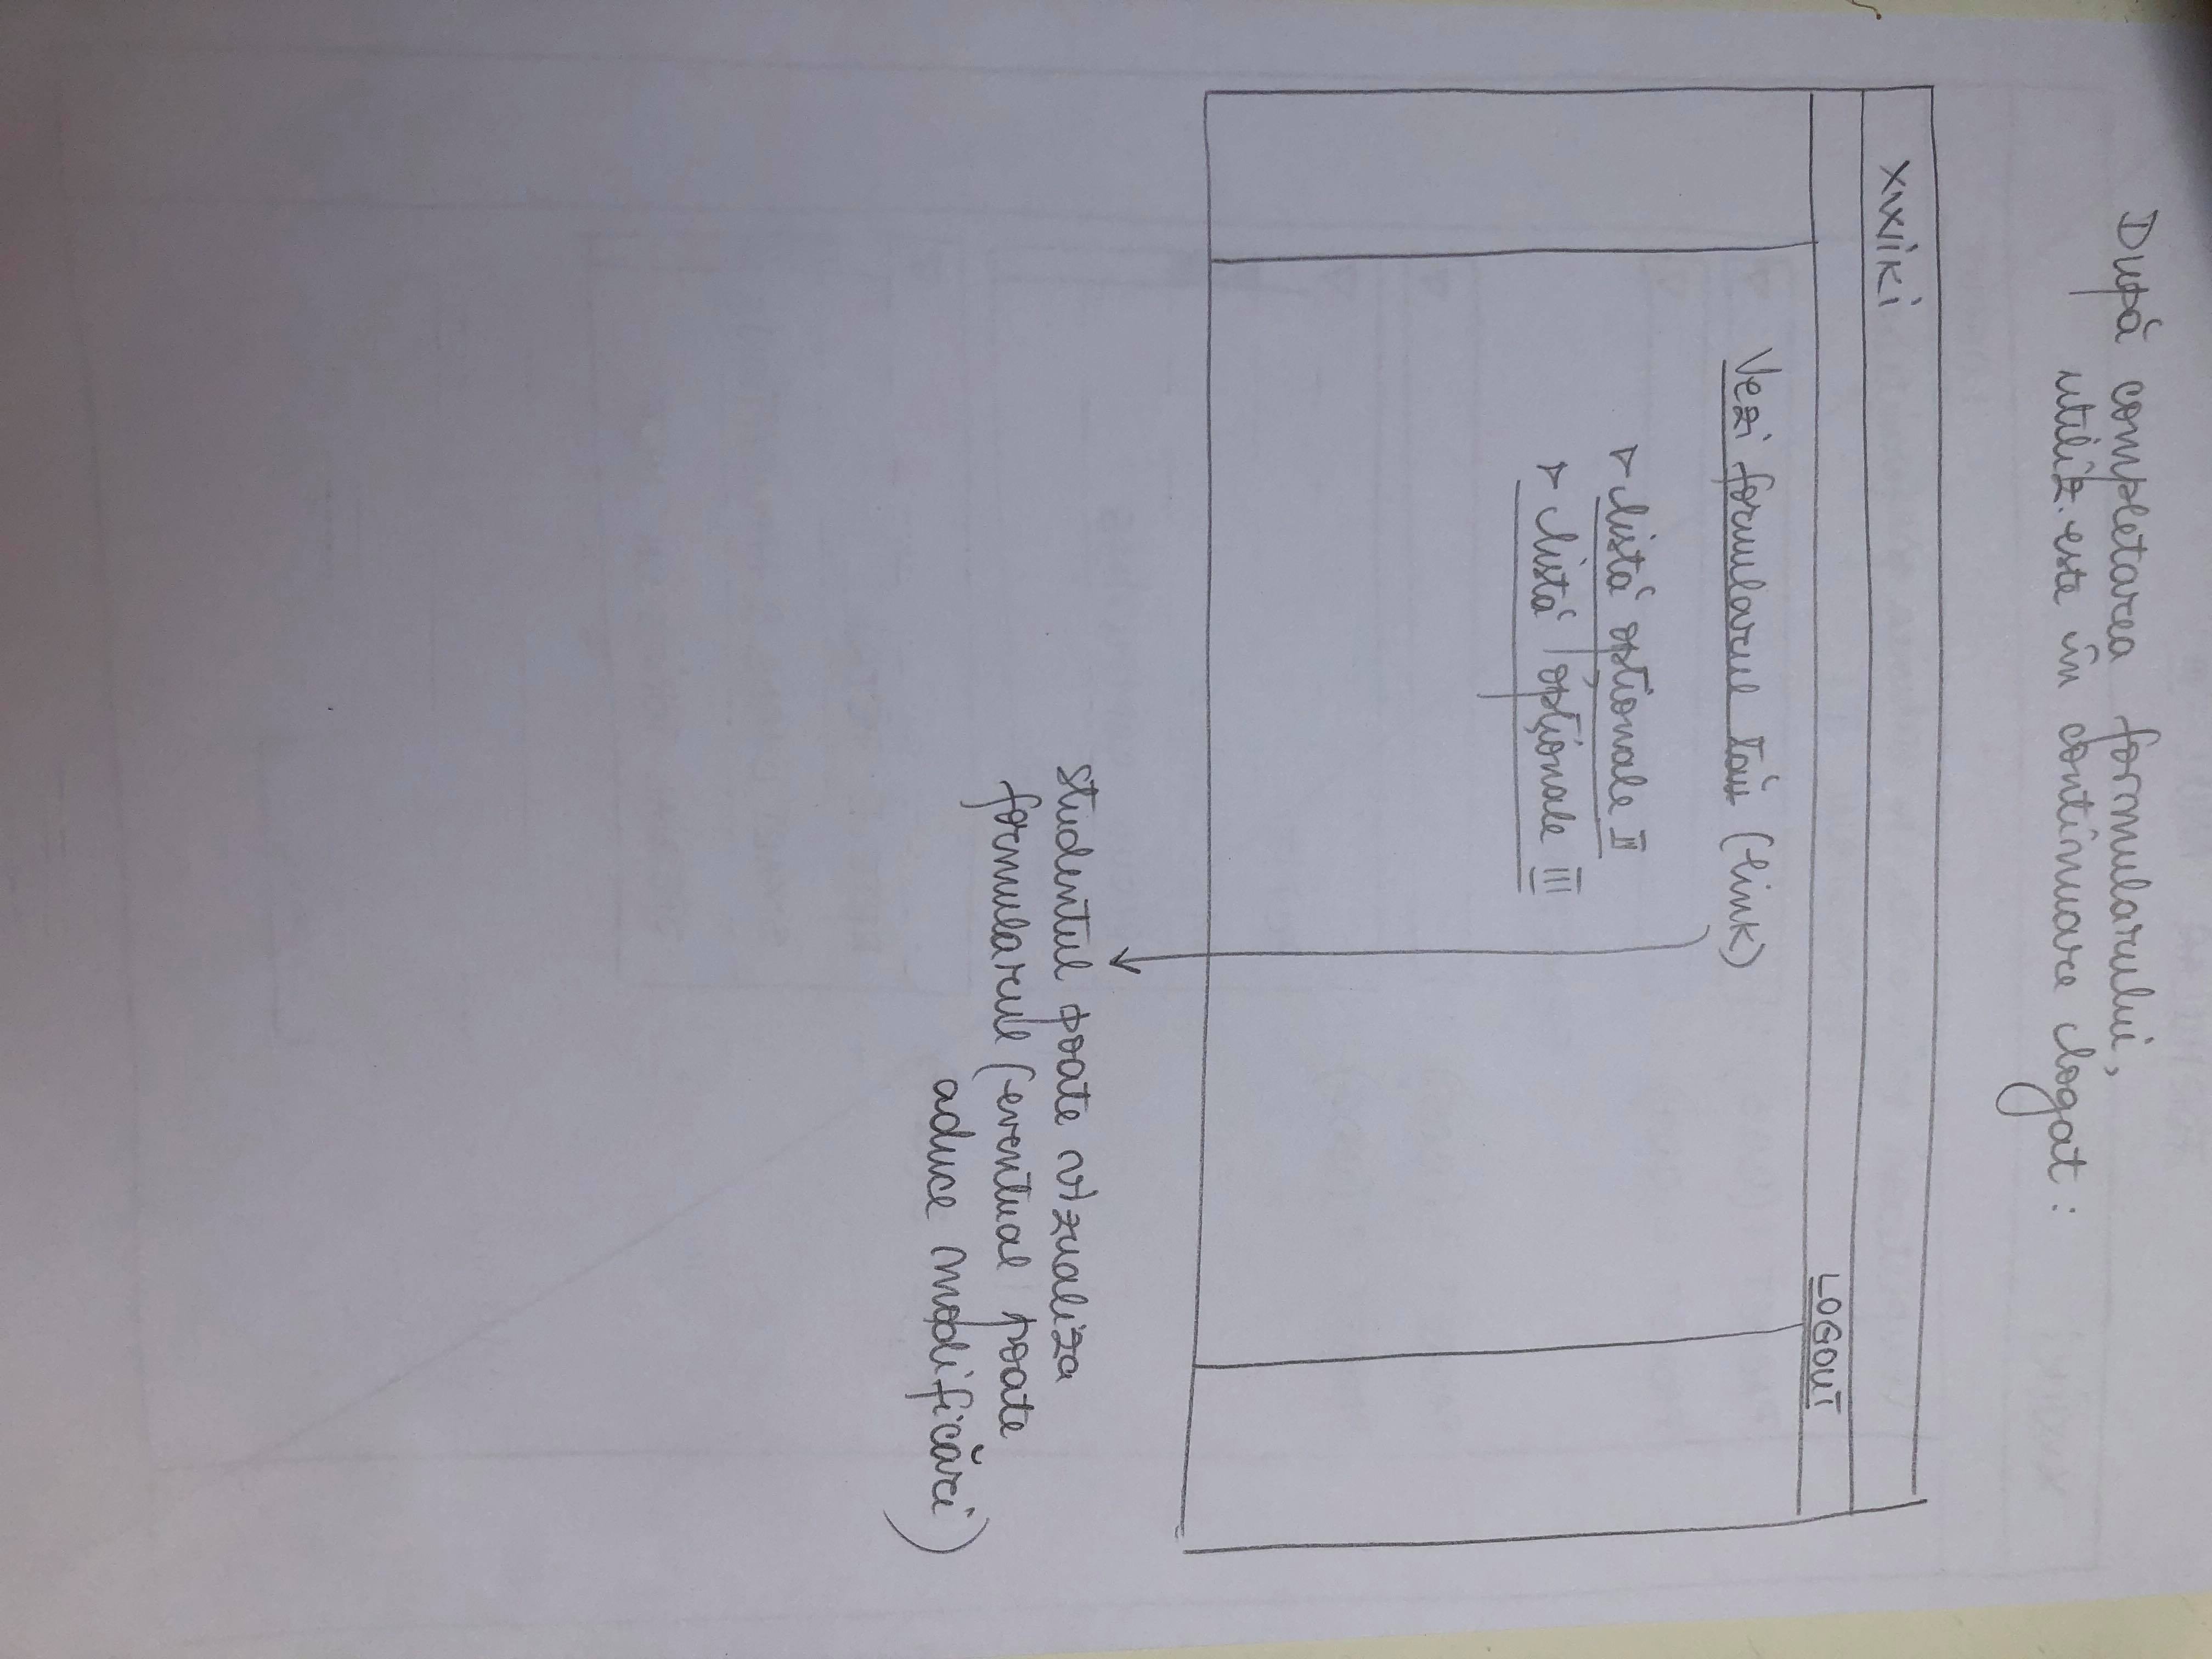 După completarea formularului,
utiliz. este în continuare logat:
XWiki
LOGOUT
Vezi formularul tău (link)
▽ listă opționale II
▽ listă opționale III
studentul poate vizualiza
formularul (eventual poate
aduce modificări)